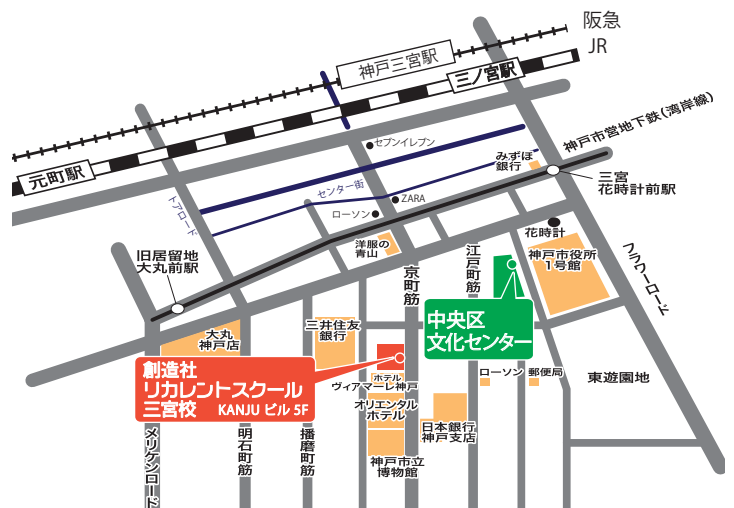 阪急
JR
神戸三宮駅
三ノ宮駅
元町駅
神戸市営地下鉄(湾岸線)
セブンイレブン
みずほ
銀行
三宮
花時計前駅
トアロード
センター街
ZARA
ローソン
花時計
洋服の
青山
旧居留地
大丸前駅
江戸町筋
神戸市役所
1号館
フラワーロード
京町筋
中央区
文化センター
大丸
神戸店
三井住友
銀行
創造社
リカレントスクール
三宮校 KANJU ビル 5F
ホテル
ヴィアマーレ神戸
オリエンタル
ホテル
ローソン
郵便局
東遊園地
日本銀行
神戸支店
神戸市立
博物館
メリケンロード
明石町筋
播磨町筋